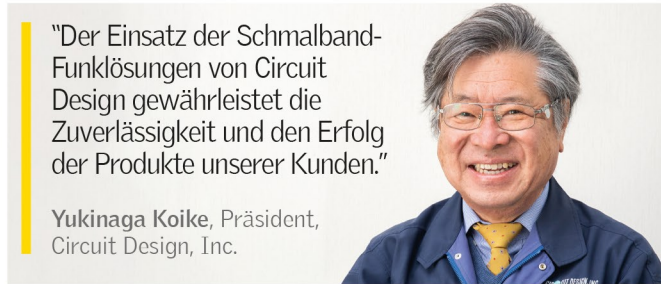 “Der Einsatz der Schmalband-
Funklösungen von Circuit
Design gewährleistet die
Zuverlässigkeit und den Erfolg
der Produkte unserer Kunden.”
Yukinaga Koike, Präsident,
Circuit Design, Inc.